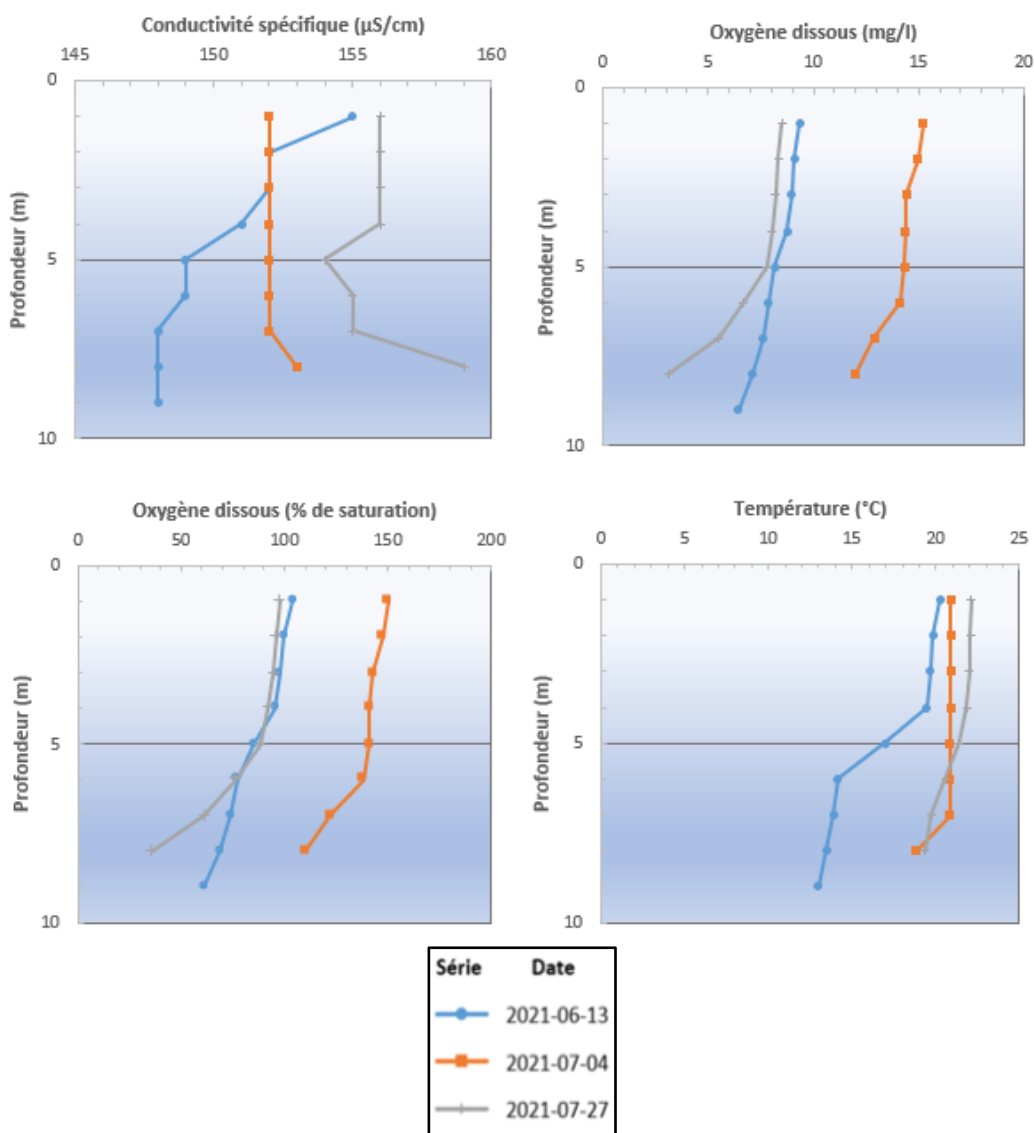 Conductivité spécifique (µS/cm)
145 150 155 160
0
5
10
Profondeur (m)
Oxygène dissous (mg/l)
0 5 10 15 20
0
5
10
Profondeur (m)
Oxygène dissous (% de saturation)
0 50 100 150 200
0
5
10
Profondeur (m)
Température (°C)
0 5 10 15 20 25
0
5
10
Profondeur (m)
Série Date
2021-06-13
2021-07-04
2021-07-27